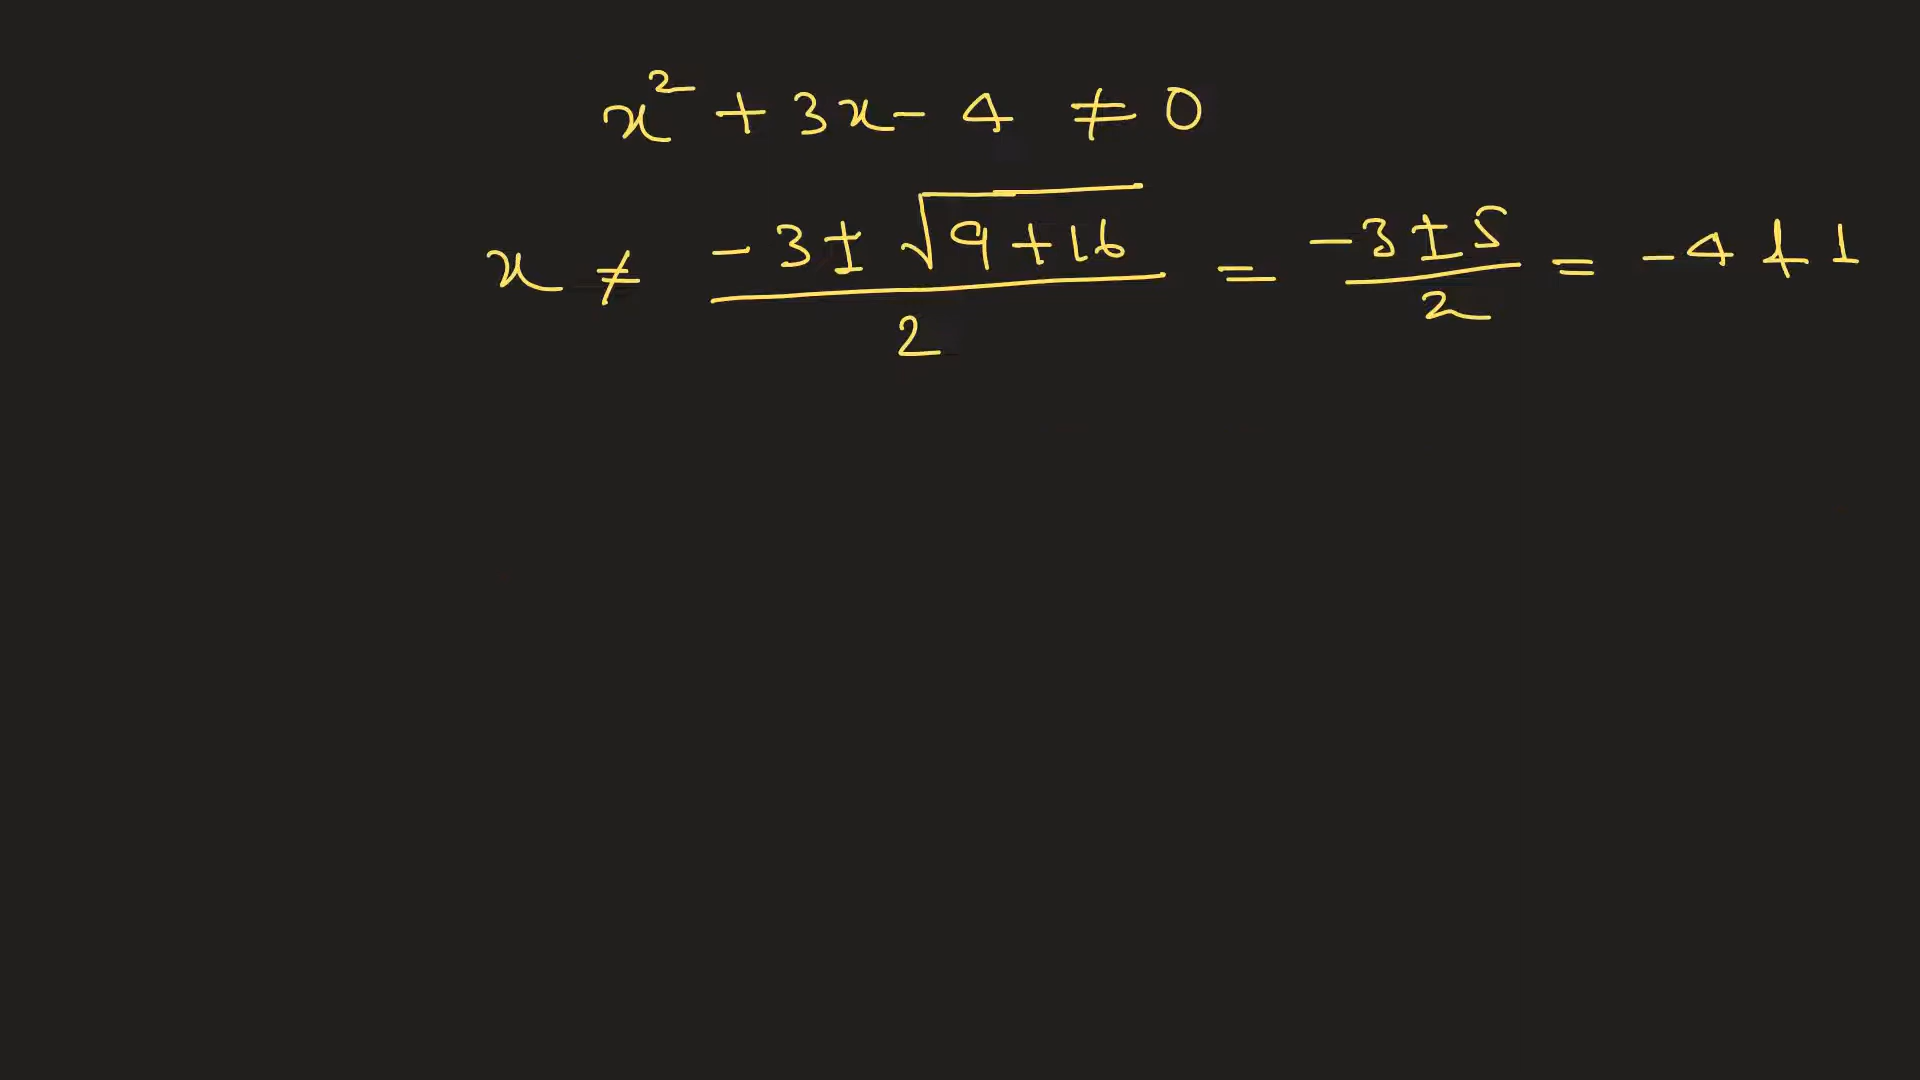 x² + 3x - 4 ≠ 0
x ≠ (-3 ± √(9+16))/2 = (-3 ± 5)/2 = -4 & 1